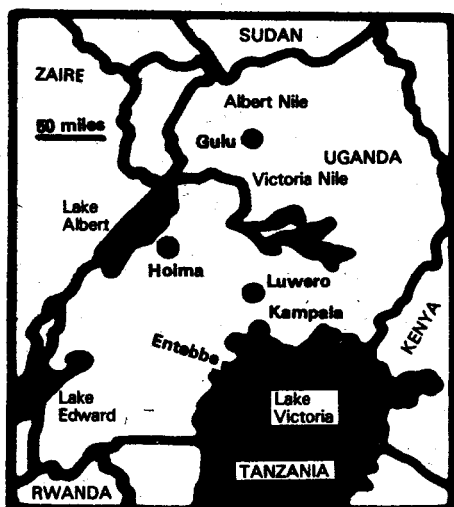 SUDAN
ZAIRE
Albert Nile
50 miles
Gulu
UGANDA
Victoria Nile
Lake
Albert
Hoima
Luwero
Kampala
KENYA
Entebbe
Lake
Edward
Lake
Victoria
TANZANIA
RWANDA